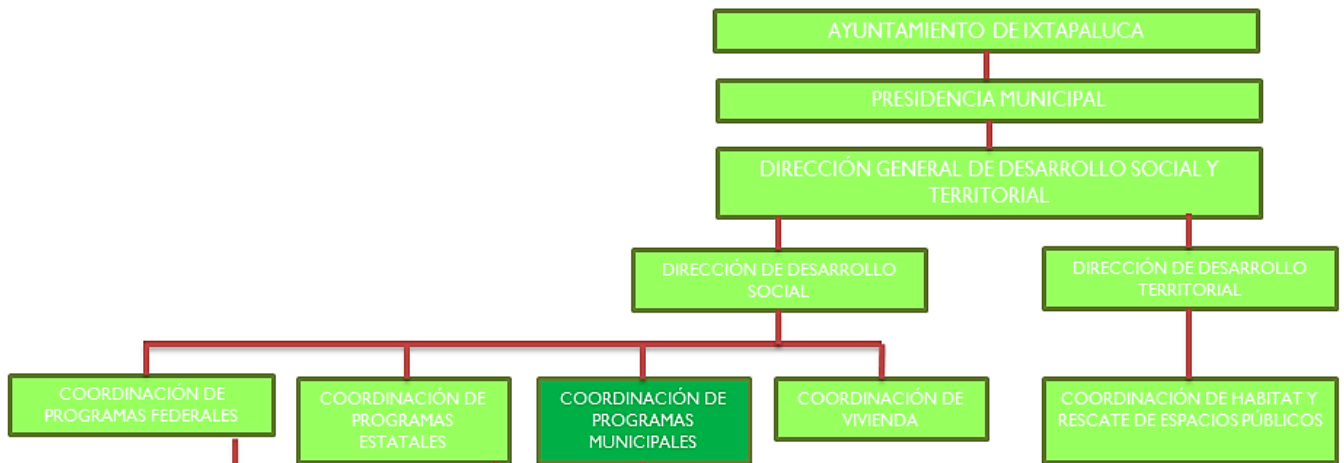 AYUNTAMIENTO DE IXTAPALUCA
PRESIDENCIA MUNICIPAL
DIRECCIÓN GENERAL DE DESARROLLO SOCIAL Y
TERRITORIAL
DIRECCIÓN DE DESARROLLO
SOCIAL
DIRECCIÓN DE DESARROLLO
TERRITORIAL
COORDINACIÓN DE
PROGRAMAS FEDERALES
COORDINACIÓN DE
PROGRAMAS
ESTATALES
COORDINACIÓN DE
PROGRAMAS
MUNICIPALES
COORDINACIÓN DE
VIVIENDA
COORDINACIÓN DE HABITAT Y
RESCATE DE ESPACIOS PÚBLICOS